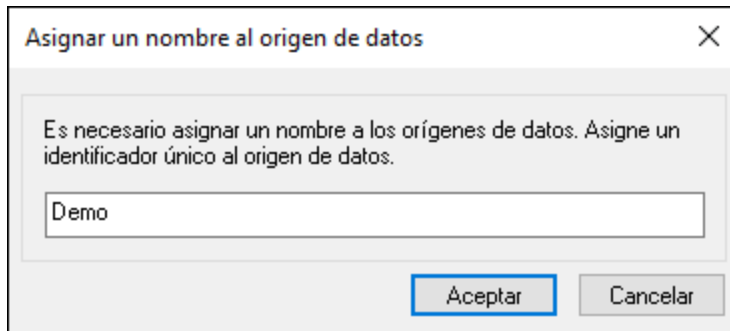 Asignar un nombre al origen de datos
Es necesario asignar un nombre a los orígenes de datos. Asigne un
identificador único al origen de datos.
Demo
Aceptar
Cancelar